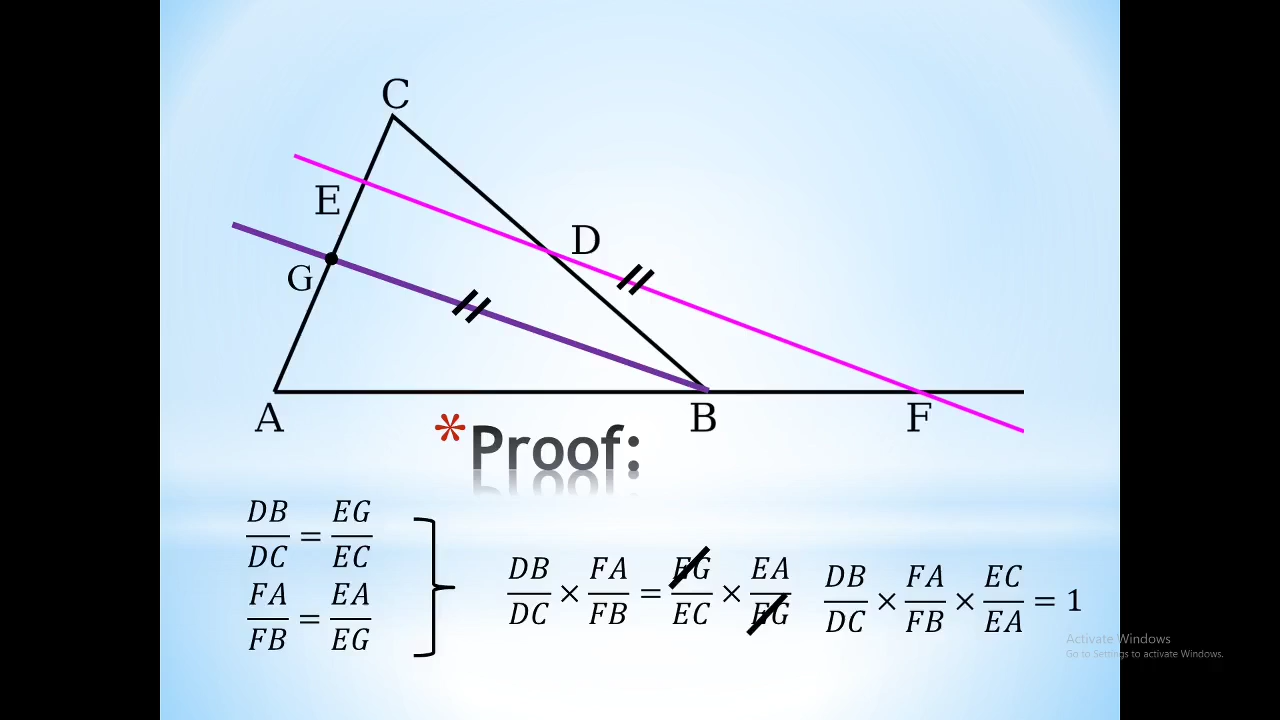 C
E
D
G
A B F
*Proof:
DB/DC = EG/EC
FA/FB = EA/EG
DB/DC × FA/FB = EG/EC × EA/EG
DB/DC × FA/FB × EC/EA = 1
Activate Windows
Go to Settings to activate Windows.